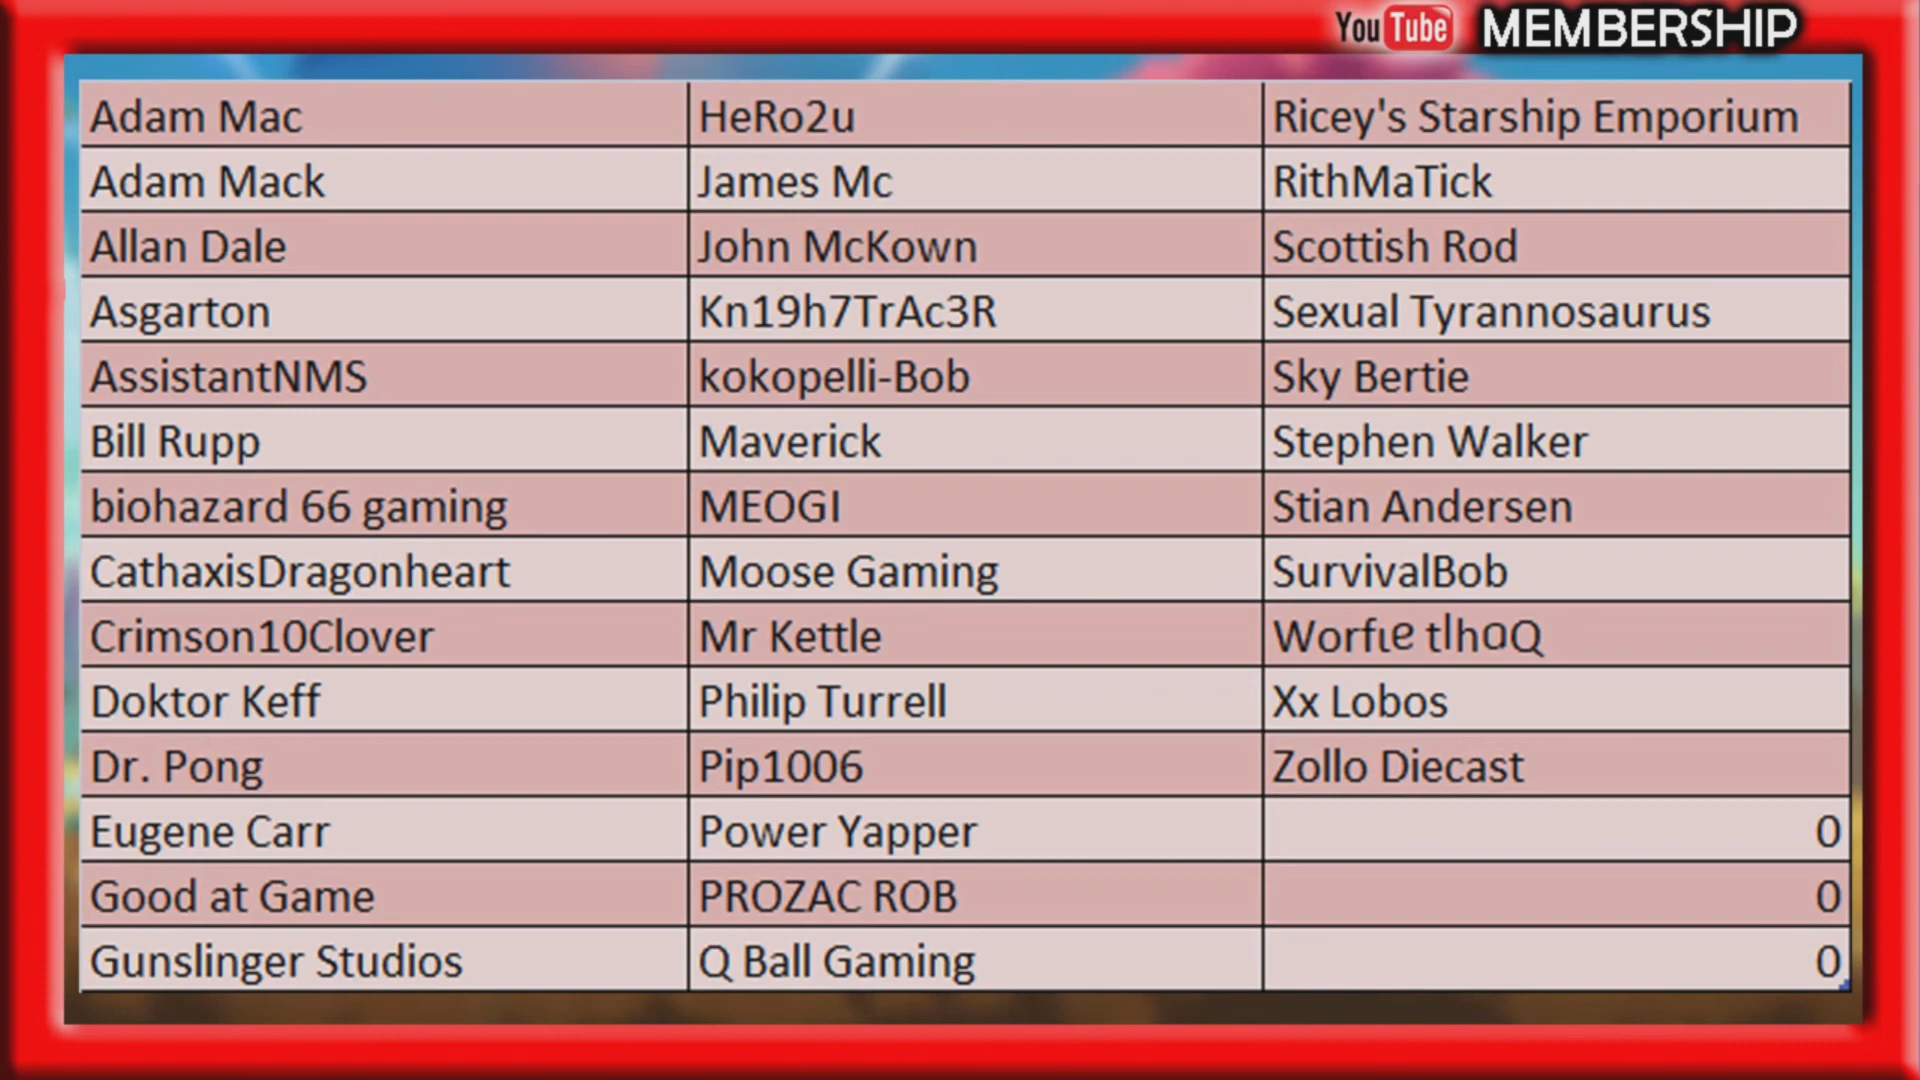 YouTube MEMBERSHIP
Adam Mac HeRo2u Ricey's Starship Emporium
Adam Mack James Mc RithMaTick
Allan Dale John McKown Scottish Rod
Asgarton Kn19h7TrAc3R Sexual Tyrannosaurus
AssistantNMS kokopelli-Bob Sky Bertie
Bill Rupp Maverick Stephen Walker
biohazard 66 gaming MEOGI Stian Andersen
CathaxisDragonheart Moose Gaming SurvivalBob
Crimson10Clover Mr Kettle Worfιɐ tlhɑQ
Doktor Keff Philip Turrell Xx Lobos
Dr. Pong Pip1006 Zollo Diecast
Eugene Carr Power Yapper 0
Good at Game PROZAC ROB 0
Gunslinger Studios Q Ball Gaming 0